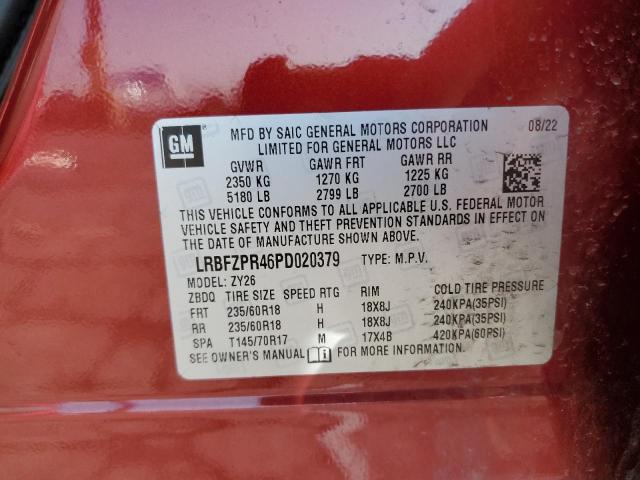 GM
MFD BY SAIC GENERAL MOTORS CORPORATION 08/22
LIMITED FOR GENERAL MOTORS LLC
GVWR GAWR FRT GAWR RR
2350 KG 1270 KG 1225 KG
5180 LB 2799 LB 2700 LB
THIS VEHICLE CONFORMS TO ALL APPLICABLE U.S. FEDERAL MOTOR
VEHICLE SAFETY AND THEFT PREVENTION STANDARDS IN EFFECT ON
THE DATE OF MANUFACTURE SHOWN ABOVE.
LRBFZPR46PD020379 TYPE: M.P.V.
MODEL: ZY26
ZBDQ TIRE SIZE SPEED RTG RIM COLD TIRE PRESSURE
FRT 235/60R18 H 18X8J 240KPA(35PSI)
RR 235/60R18 H 18X8J 240KPA(35PSI)
SPA T145/70R17 M 17X4B 420KPA(60PSI)
SEE OWNER'S MANUAL FOR MORE INFORMATION.